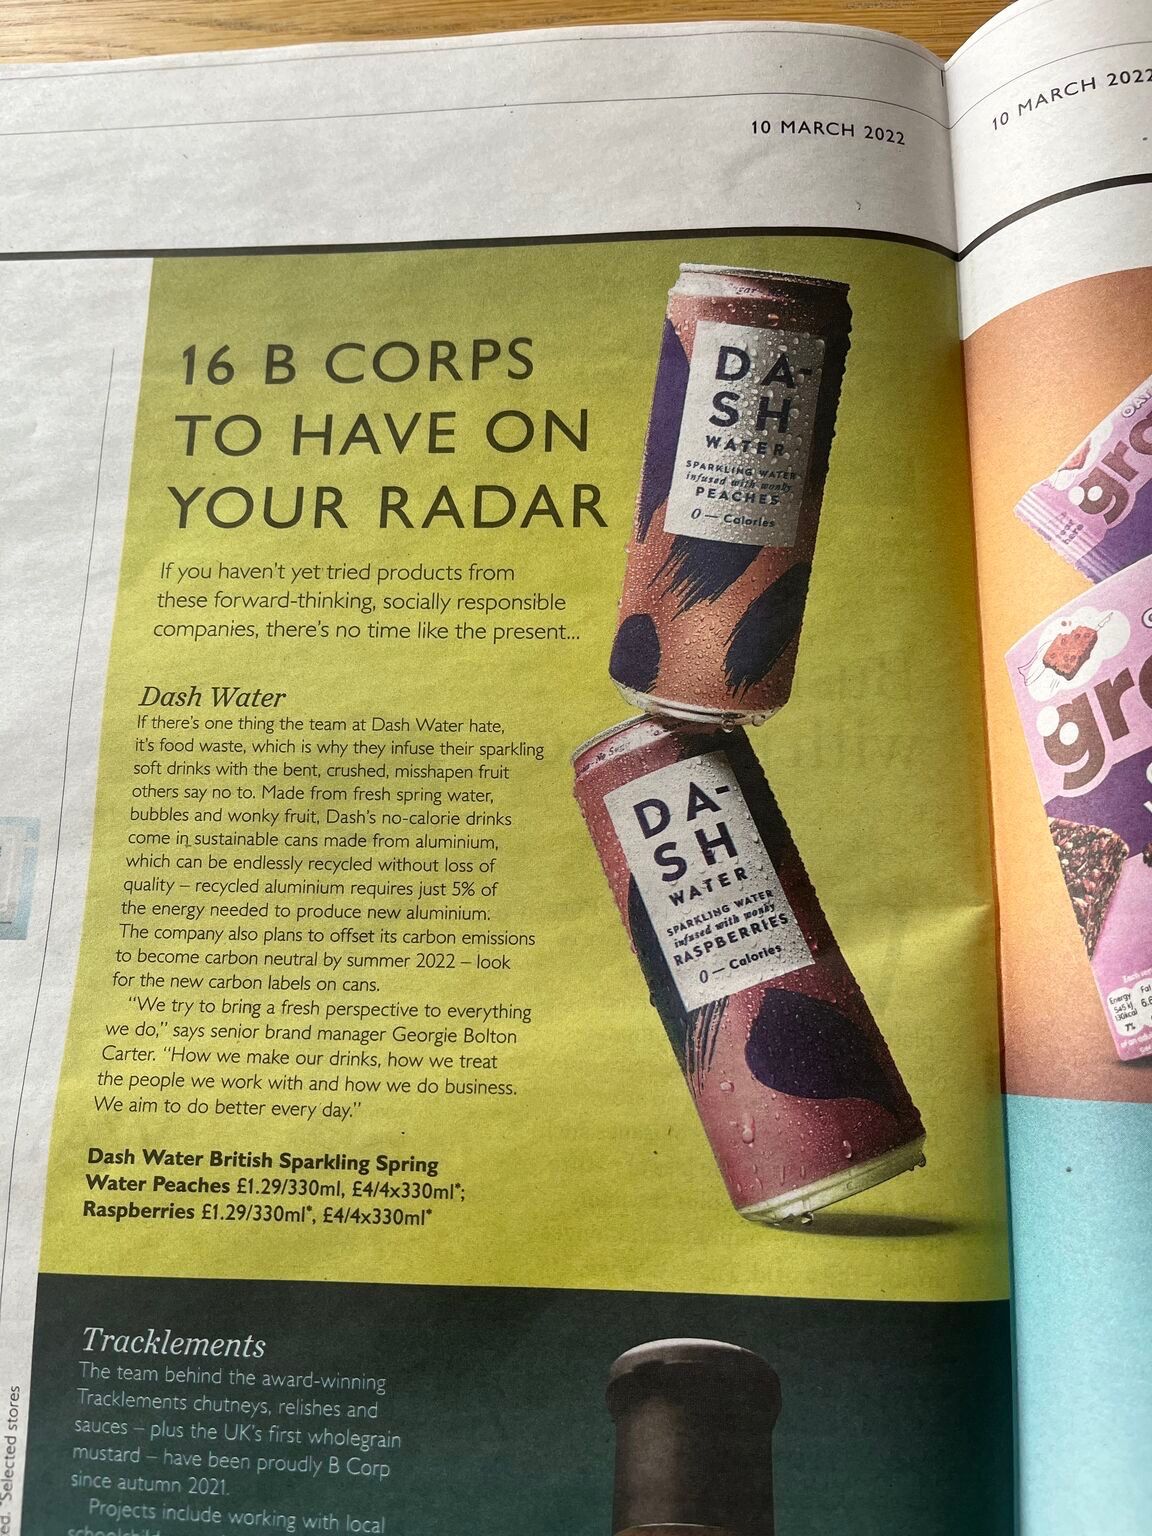 10 MARCH 2022
10 MARCH 2022
16 B CORPS
TO HAVE ON
YOUR RADAR
If you haven't yet tried products from
these forward-thinking, socially responsible
companies, there's no time like the present...
Dash Water
If there's one thing the team at Dash Water hate,
it's food waste, which is why they infuse their sparkling
soft drinks with the bent, crushed, misshapen fruit
others say no to. Made from fresh spring water,
bubbles and wonky fruit, Dash's no-calorie drinks
come in sustainable cans made from aluminium,
which can be endlessly recycled without loss of
quality – recycled aluminium requires just 5% of
the energy needed to produce new aluminium.
The company also plans to offset its carbon emissions
to become carbon neutral by summer 2022 – look
for the new carbon labels on cans.
"We try to bring a fresh perspective to everything
we do," says senior brand manager Georgie Bolton
Carter. "How we make our drinks, how we treat
the people we work with and how we do business.
We aim to do better every day."
Dash Water British Sparkling Spring
Water Peaches £1.29/330ml, £4/4x330ml*;
Raspberries £1.29/330ml*, £4/4x330ml*
DA-
SH
WATER
SPARKLING WATER
infused with wonky
PEACHES
0 — Calories
DA-
SH
WATER
SPARKLING WATER
infused with wonky
RASPBERRIES
0 — Calories
Tracklements
The team behind the award-winning
Tracklements chutneys, relishes and
sauces – plus the UK's first wholegrain
mustard – have been proudly B Corp
since autumn 2021.
Projects include working with local
*Selected stores
Energy
7%